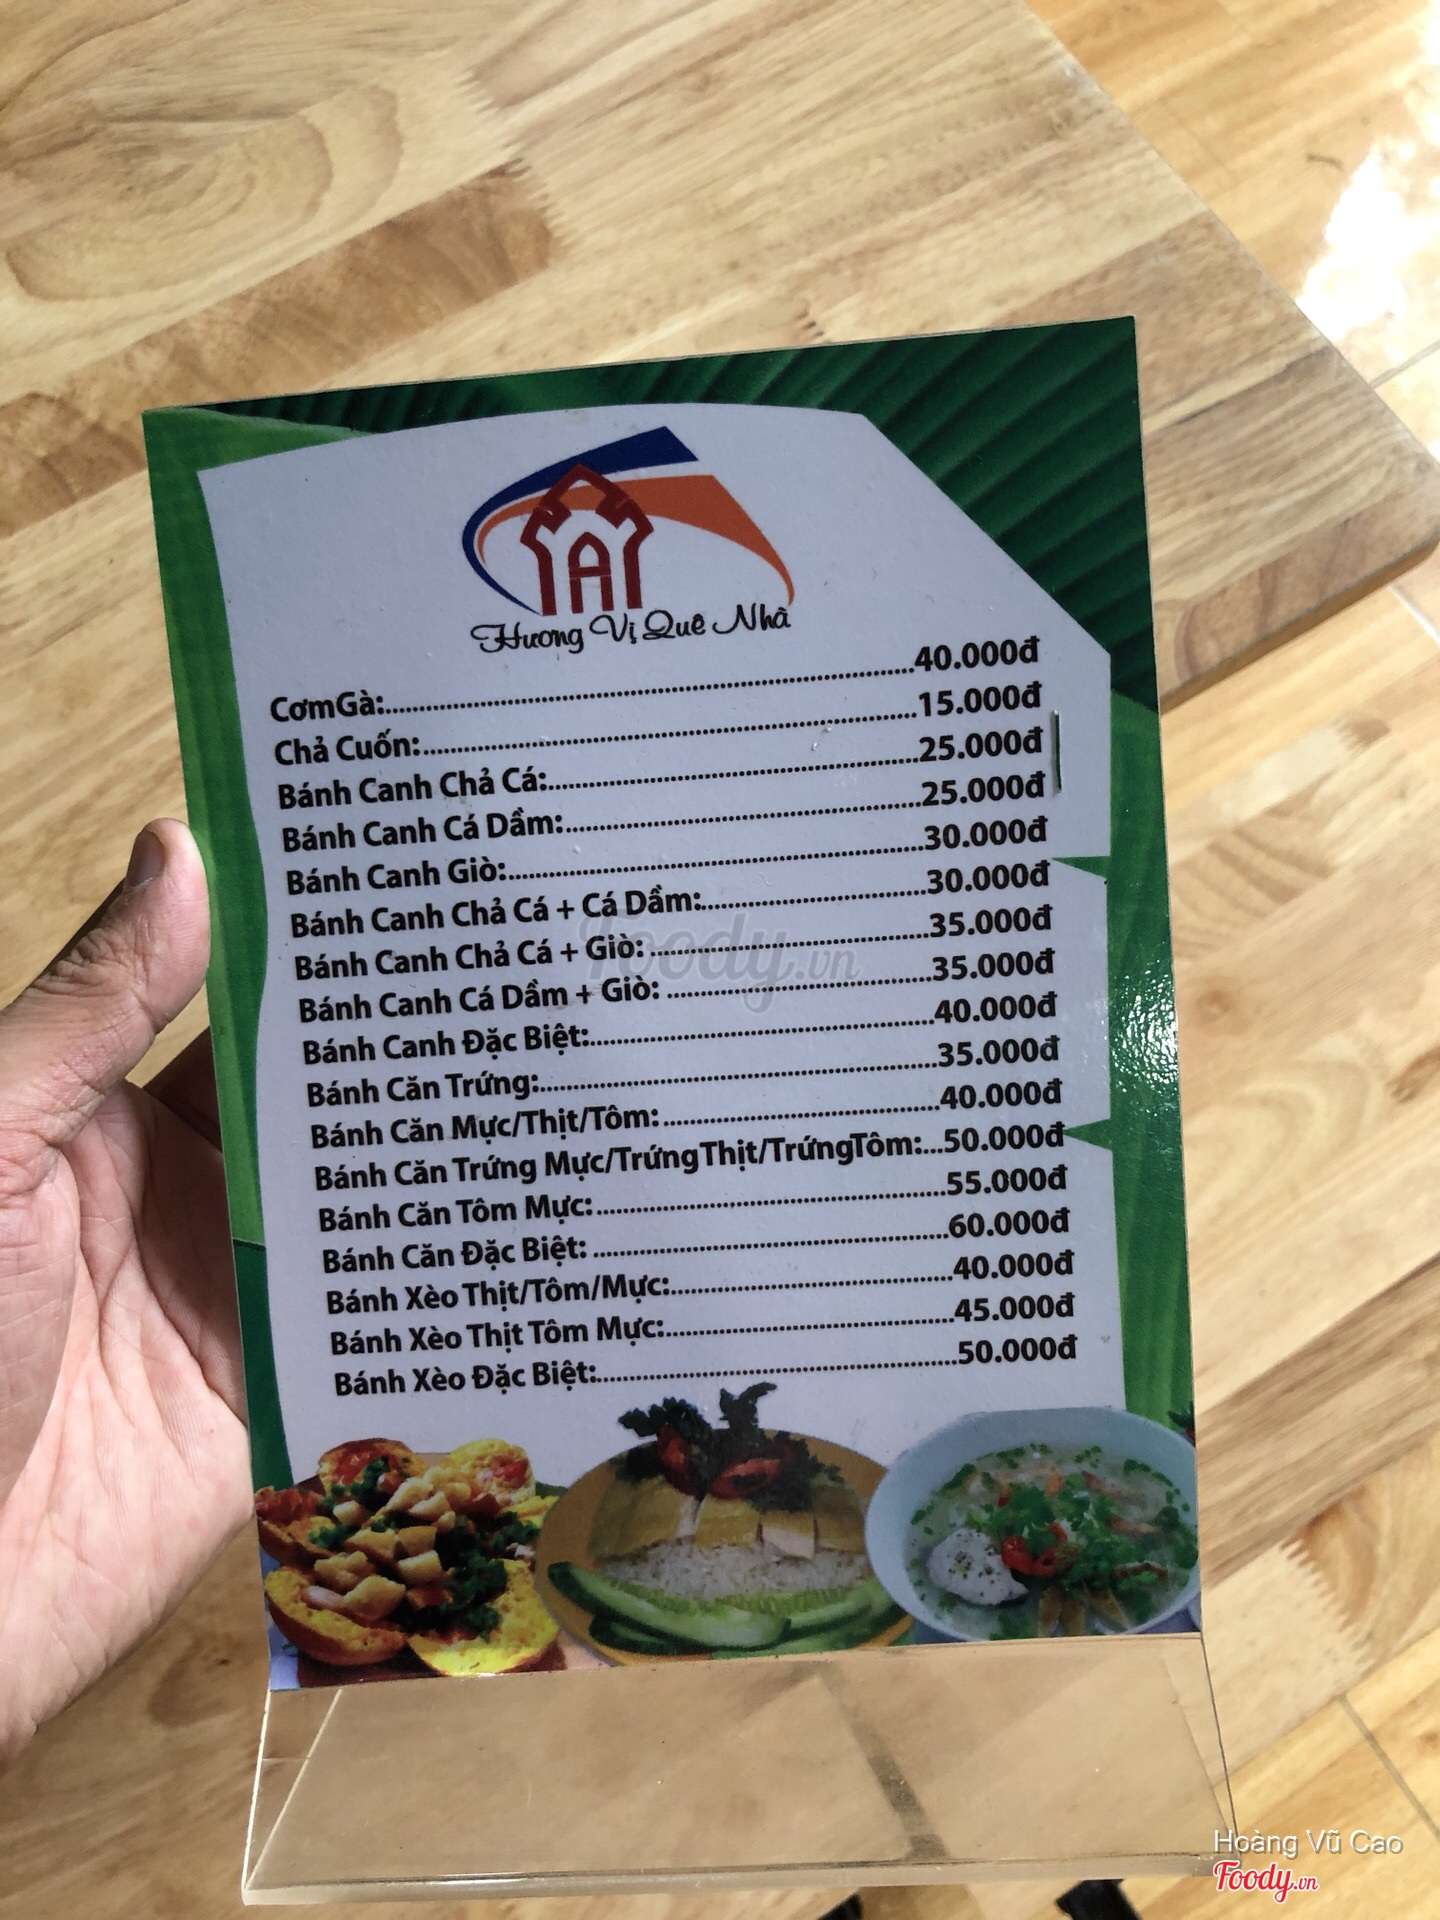 Hương Vị Quê Nhà
CơmGà:..........40.000đ
Chả Cuốn:..........15.000đ
Bánh Canh Chả Cá:..........25.000đ
Bánh Canh Cá Dầm:..........25.000đ
Bánh Canh Giò:..........30.000đ
Bánh Canh Chả Cá + Cá Dầm:..........30.000đ
Bánh Canh Chả Cá + Giò: ..........35.000đ
Bánh Canh Cá Dầm + Giò: ..........35.000đ
Bánh Canh Đặc Biệt:..........40.000đ
Bánh Căn Trứng:..........35.000đ
Bánh Căn Mực/Thịt/Tôm:..........40.000đ
Bánh Căn Trứng Mực/TrứngThịt/TrứngTôm:...50.000đ
Bánh Căn Tôm Mực:..........55.000đ
Bánh Căn Đặc Biệt: ..........60.000đ
Bánh Xèo Thịt/Tôm/Mực:..........40.000đ
Bánh Xèo Thịt Tôm Mực:..........45.000đ
Bánh Xèo Đặc Biệt:..........50.000đ
Foody.vn
Hoàng Vũ Cao
Foody.vn